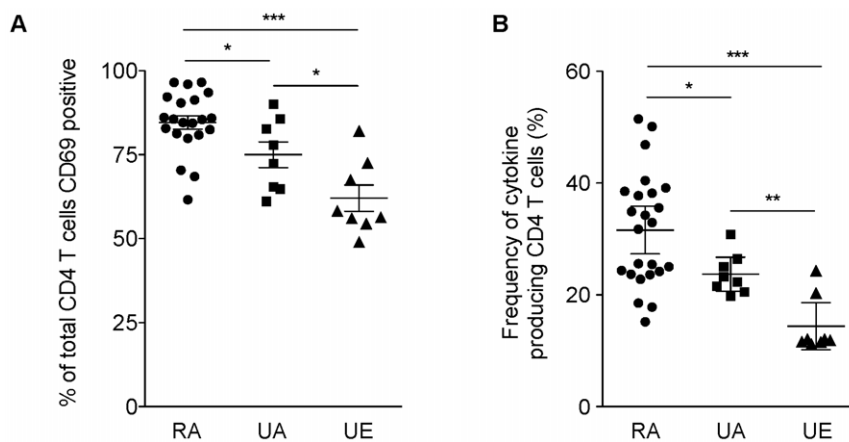 A
***
*
*
% of total CD4 T cells CD69 positive
100
75
50
25
0
RA UA UE
B
***
*
**
Frequency of cytokine
producing CD4 T cells (%)
60
40
20
0
RA UA UE